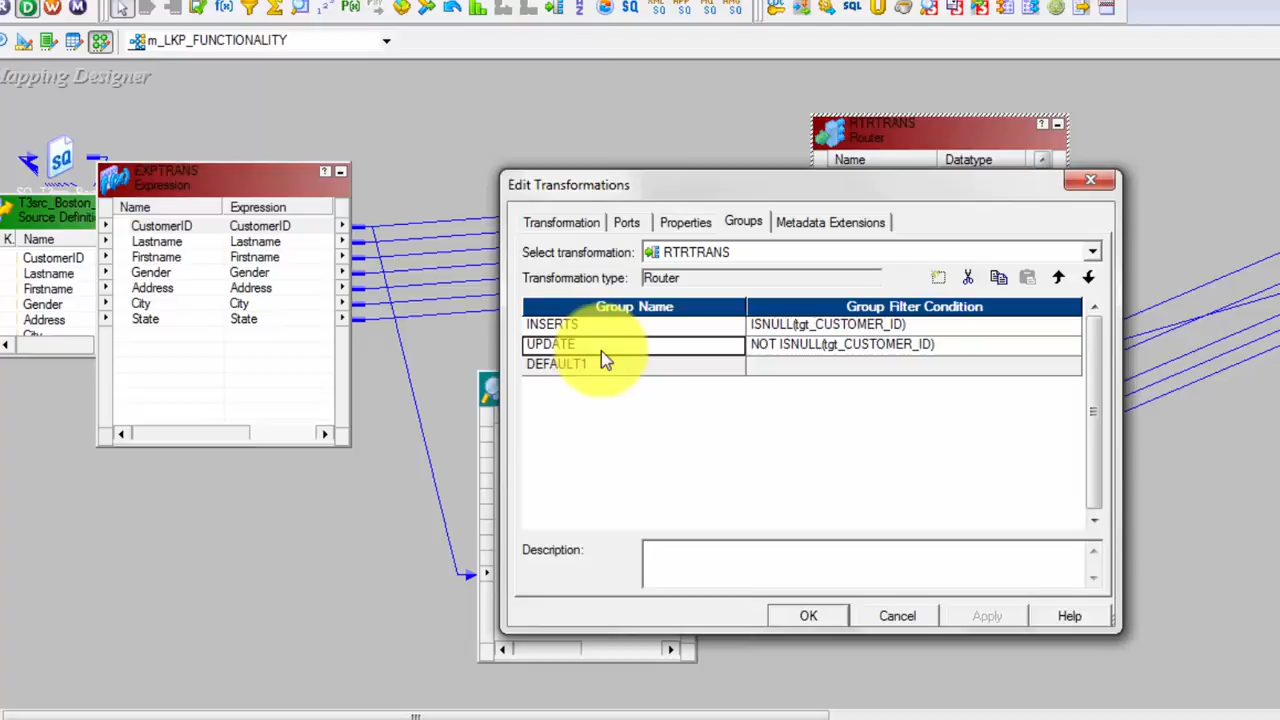 m_LKP_FUNCTIONALITY
Mapping Designer
RTRTRANS
Router
Name
Datatype
EXPTRANS
Expression
Name
Expression
CustomerID
CustomerID
Lastname
Lastname
Firstname
Firstname
Gender
Gender
Address
Address
City
City
State
State
T3src_Boston_
Source Definiti
K.
Name
CustomerID
Lastname
Firstname
Gender
Address
Edit Transformations
Transformation
Ports
Properties
Groups
Metadata Extensions
Select transformation:
RTRTRANS
Transformation type:
Router
Group Name
Group Filter Condition
INSERTS
ISNULL(tgt_CUSTOMER_ID)
UPDATE
NOT ISNULL(tgt_CUSTOMER_ID)
DEFAULT1
Description:
OK
Cancel
Apply
Help